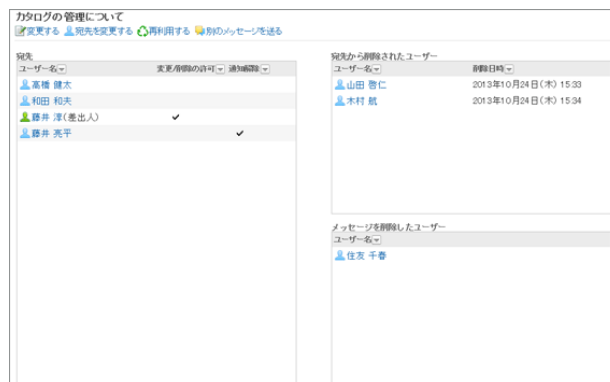 カタログの管理について
変更する 宛先を変更する 再利用する 別のメッセージを送る
宛先
ユーザー名 変更/削除の許可 通知解除
高橋 健太
和田 和夫
藤井 淳(差出人) ✓
藤井 亮平 ✓
宛先から削除されたユーザー
ユーザー名 削除日時
山田 啓仁 2013年10月24日(木) 15:33
木村 航 2013年10月24日(木) 15:34
メッセージを削除したユーザー
ユーザー名
住友 千春